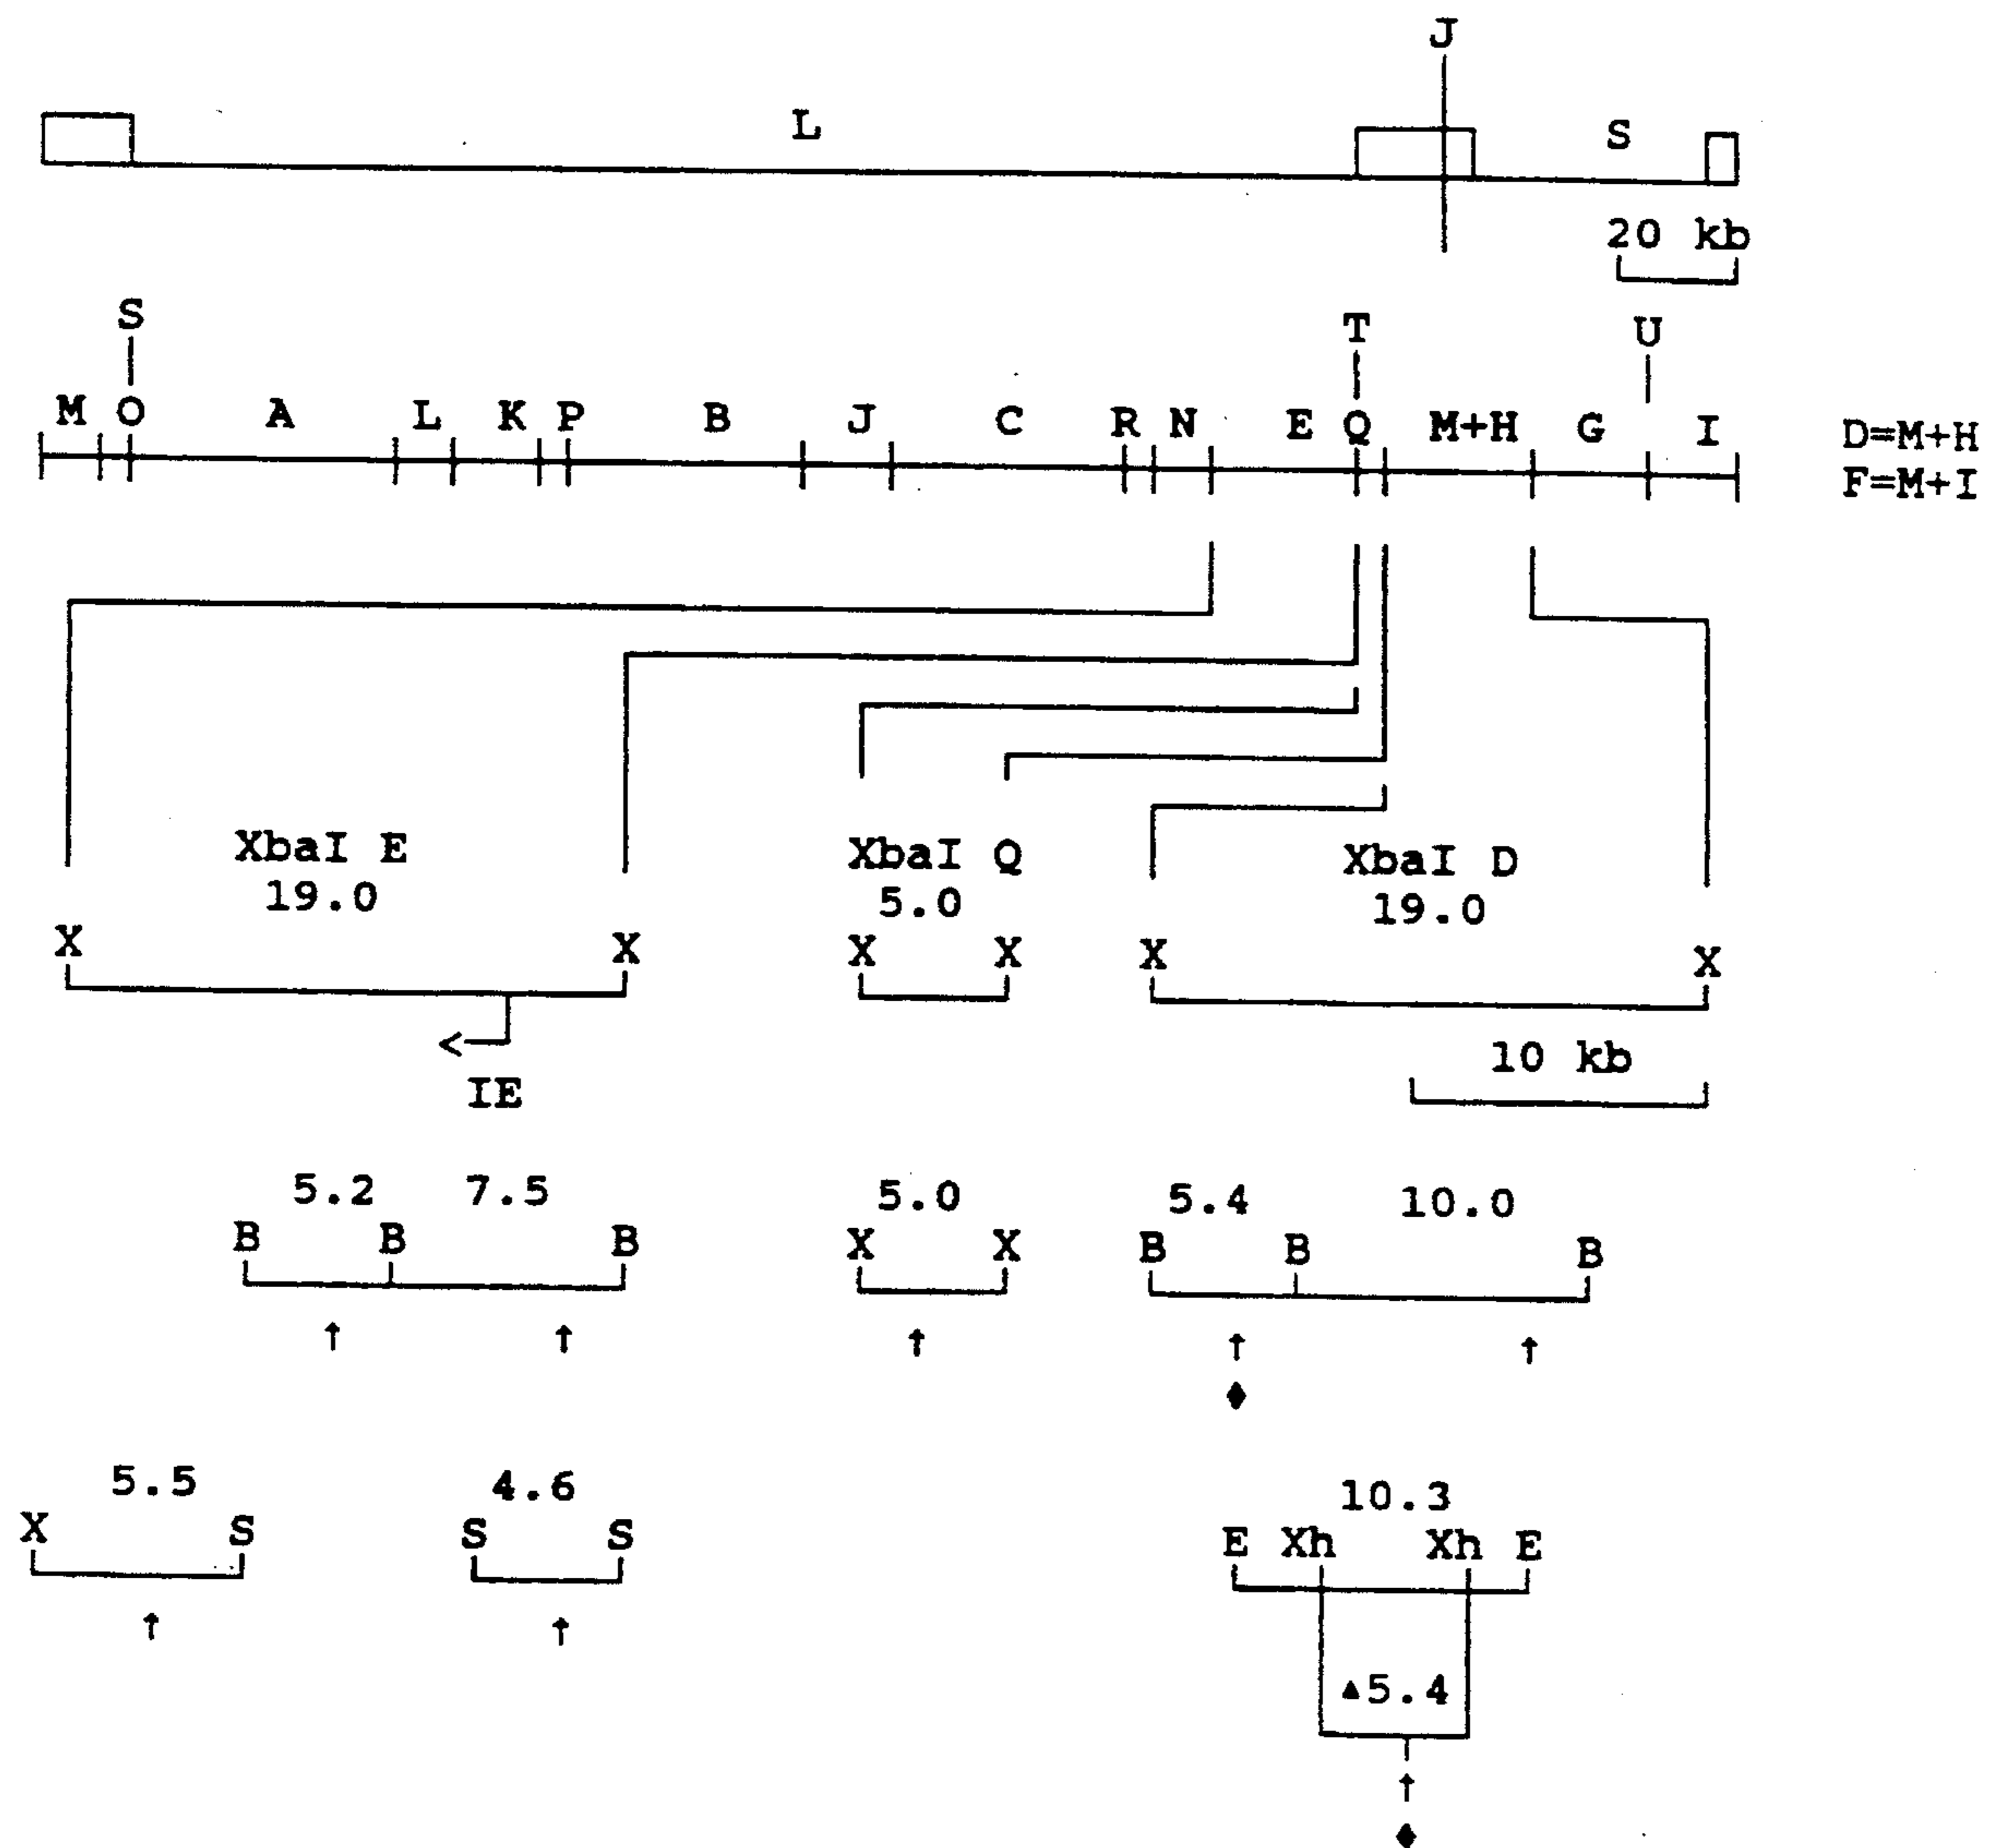 J
L
S
20 kb
S
T
U
M O A L K P B J C R N E Q M+H G I
D=M+H
F=M+I
XbaI E
19.0
XbaI Q
5.0
XbaI D
19.0
X X X X X X
<
IE
10 kb
5.2 7.5 5.0 5.4 10.0
B B B X X B B B
↑ ↑ ↑ ↑ ↑
♦
5.5 4.6 10.3
X S S S E Xh Xh E
↑ ↑
▲5.4
↑
♦